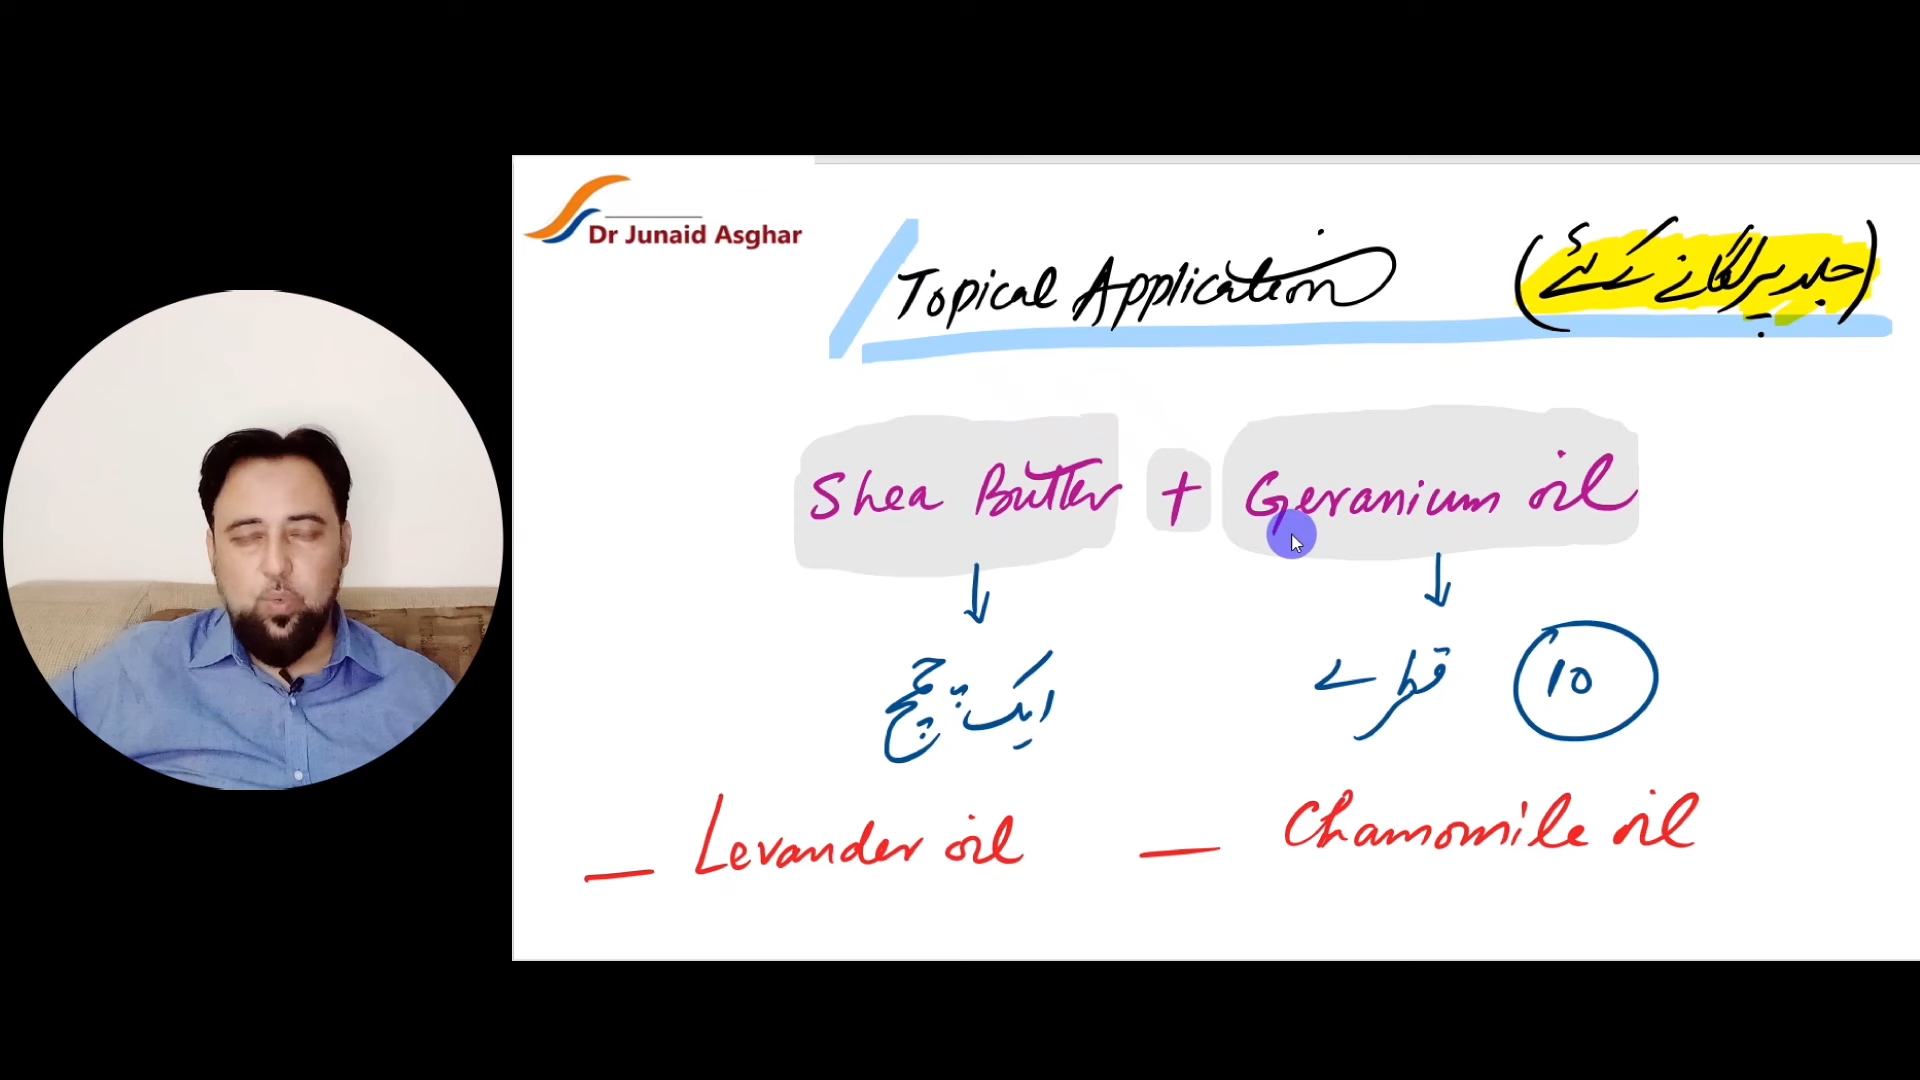 Dr Junaid Asghar
Topical Application (جلد پر لگانے کے لئے)
Shea Butter + Geranium oil
ایک چمچ 10 قطرے
_ Levander oil _ Chamomile oil